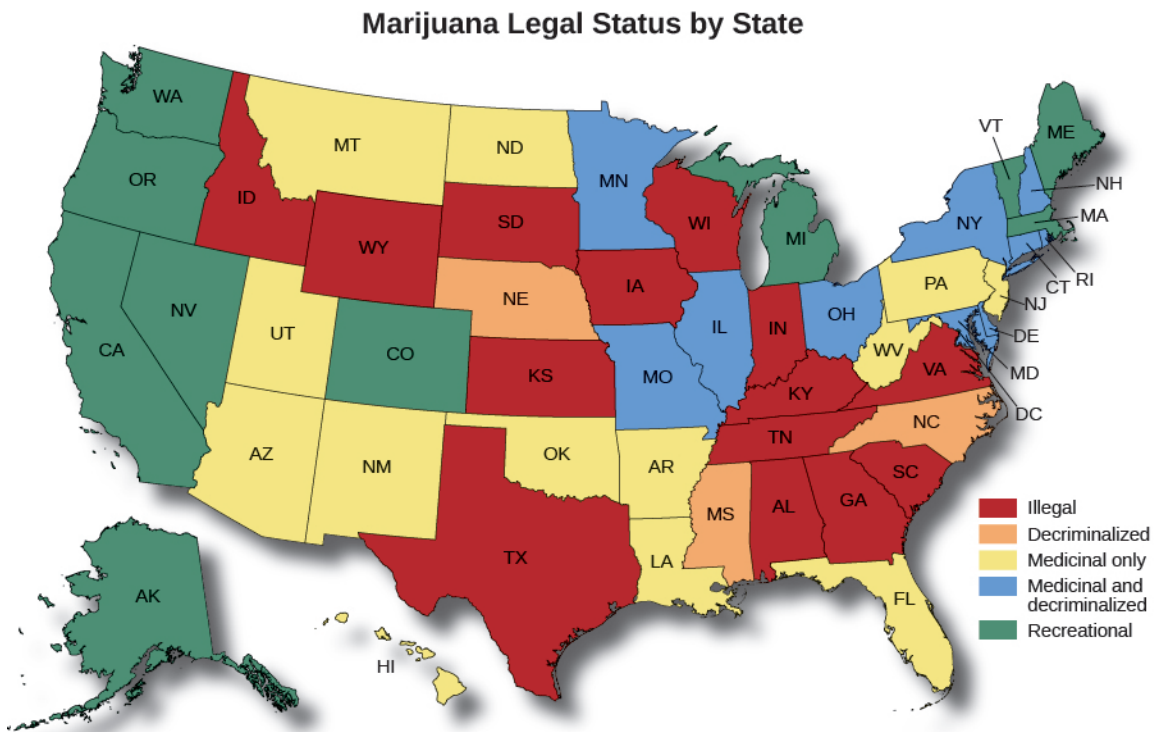 Marijuana Legal Status by State
WA
MT
ND
MN
VT
ME
OR
ID
SD
WI
MI
NY
NH
MA
WY
IA
NE
PA
RI
CT
NJ
NV
UT
CO
IL
IN
OH
DE
CA
KS
MO
WV
VA
MD
KY
DC
AZ
NM
OK
AR
TN
NC
SC
MS
AL
GA
TX
LA
FL
AK
HI
Illegal
Decriminalized
Medicinal only
Medicinal and
decriminalized
Recreational